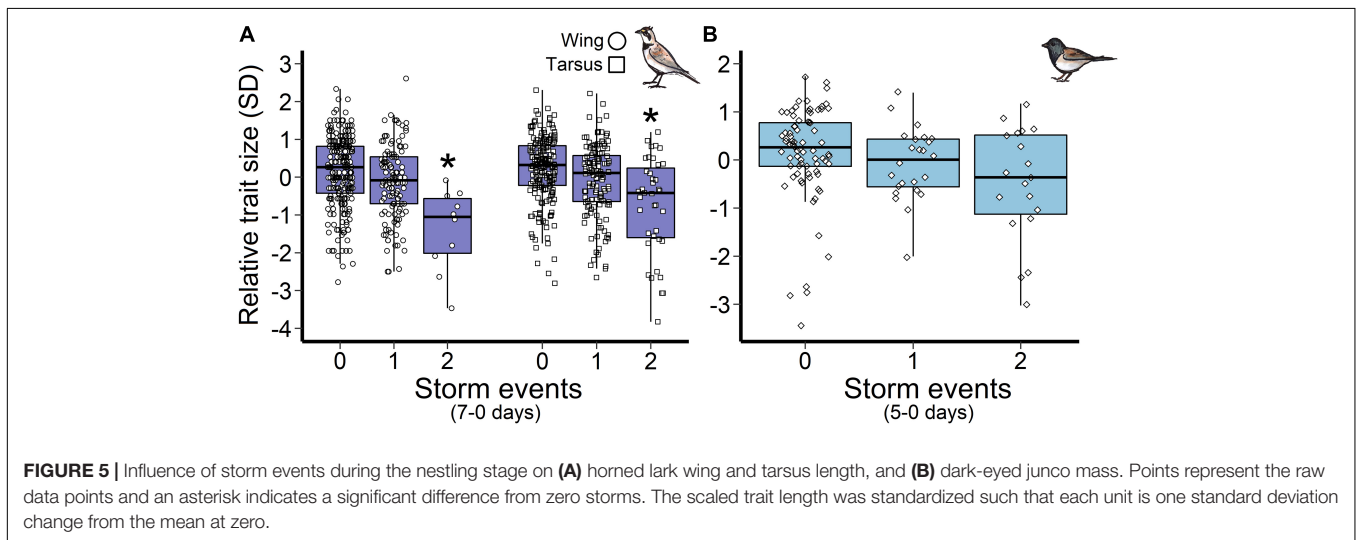 A
Wing
Tarsus
B
Relative trait size (SD)
3
2
1
0
-1
-2
-3
-4
*
*
0 1 2 0 1 2
Storm events
(7-0 days)
2
1
0
-1
-2
-3
0 1 2
Storm events
(5-0 days)
FIGURE 5 | Influence of storm events during the nestling stage on (A) horned lark wing and tarsus length, and (B) dark-eyed junco mass. Points represent the raw
data points and an asterisk indicates a significant difference from zero storms. The scaled trait length was standardized such that each unit is one standard deviation
change from the mean at zero.